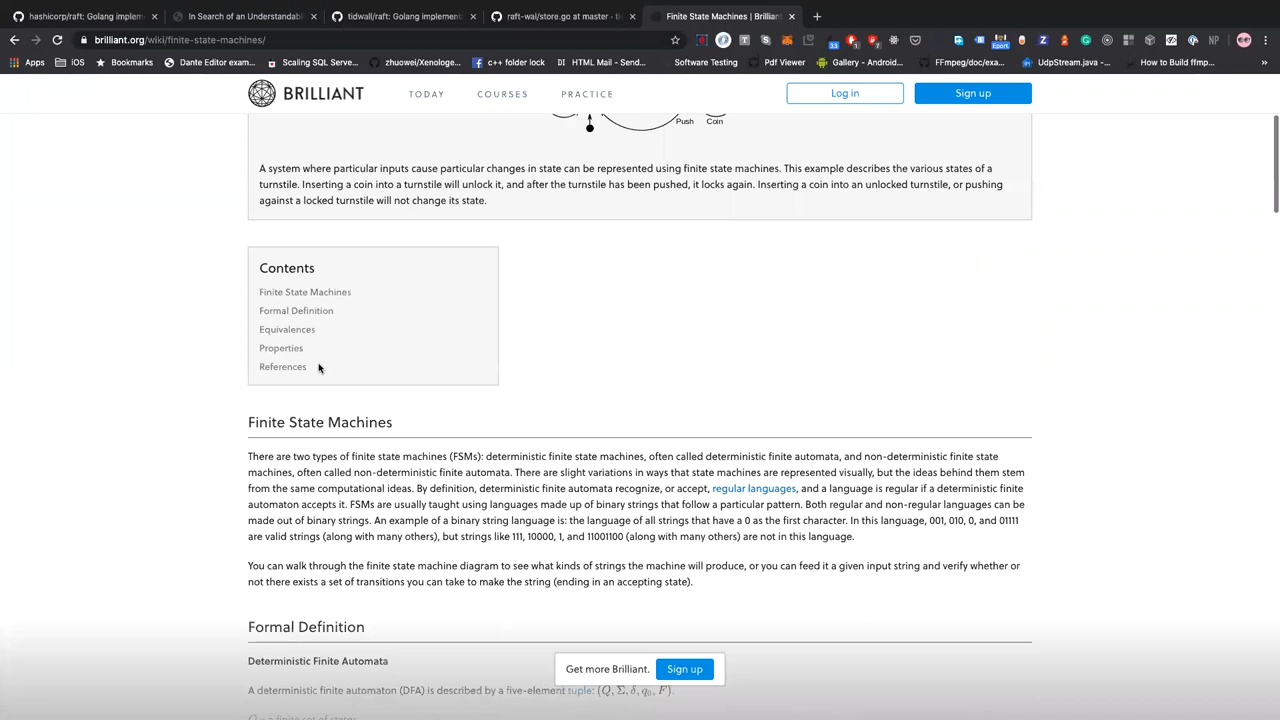 hashicorp/raft: Golang implem
In Search of an Understandabl
tidwall/raft: Golang implement
raft-wal/store.go at master · ti
Finite State Machines | Brilliant
brilliant.org/wiki/finite-state-machines/
33
1
7
Eport
NP
Apps
iOS
Bookmarks
Dante Editor exam...
Scaling SQL Serve...
zhuowei/Xenologe...
c++ folder lock
HTML Mail - Send...
Software Testing
Pdf Viewer
Gallery - Android...
FFmpeg/doc/exa...
UdpStream.java -...
How to Build ffmp...
BRILLIANT
TODAY
COURSES
PRACTICE
Log in
Sign up
Push
Coin
A system where particular inputs cause particular changes in state can be represented using finite state machines. This example describes the various states of a
turnstile. Inserting a coin into a turnstile will unlock it, and after the turnstile has been pushed, it locks again. Inserting a coin into an unlocked turnstile, or pushing
against a locked turnstile will not change its state.
Contents
Finite State Machines
Formal Definition
Equivalences
Properties
References
Finite State Machines
There are two types of finite state machines (FSMs): deterministic finite state machines, often called deterministic finite automata, and non-deterministic finite state
machines, often called non-deterministic finite automata. There are slight variations in ways that state machines are represented visually, but the ideas behind them stem
from the same computational ideas. By definition, deterministic finite automata recognize, or accept, regular languages, and a language is regular if a deterministic finite
automaton accepts it. FSMs are usually taught using languages made up of binary strings that follow a particular pattern. Both regular and non-regular languages can be
made out of binary strings. An example of a binary string language is: the language of all strings that have a 0 as the first character. In this language, 001, 010, 0, and 01111
are valid strings (along with many others), but strings like 111, 10000, 1, and 11001100 (along with many others) are not in this language.
You can walk through the finite state machine diagram to see what kinds of strings the machine will produce, or you can feed it a given input string and verify whether or
not there exists a set of transitions you can take to make the string (ending in an accepting state).
Formal Definition
Deterministic Finite Automata
Get more Brilliant.
Sign up
A deterministic finite automaton (DFA) is described by a five-element tuple: (Q, Σ, δ, q₀, F).
Q = a finite set of states